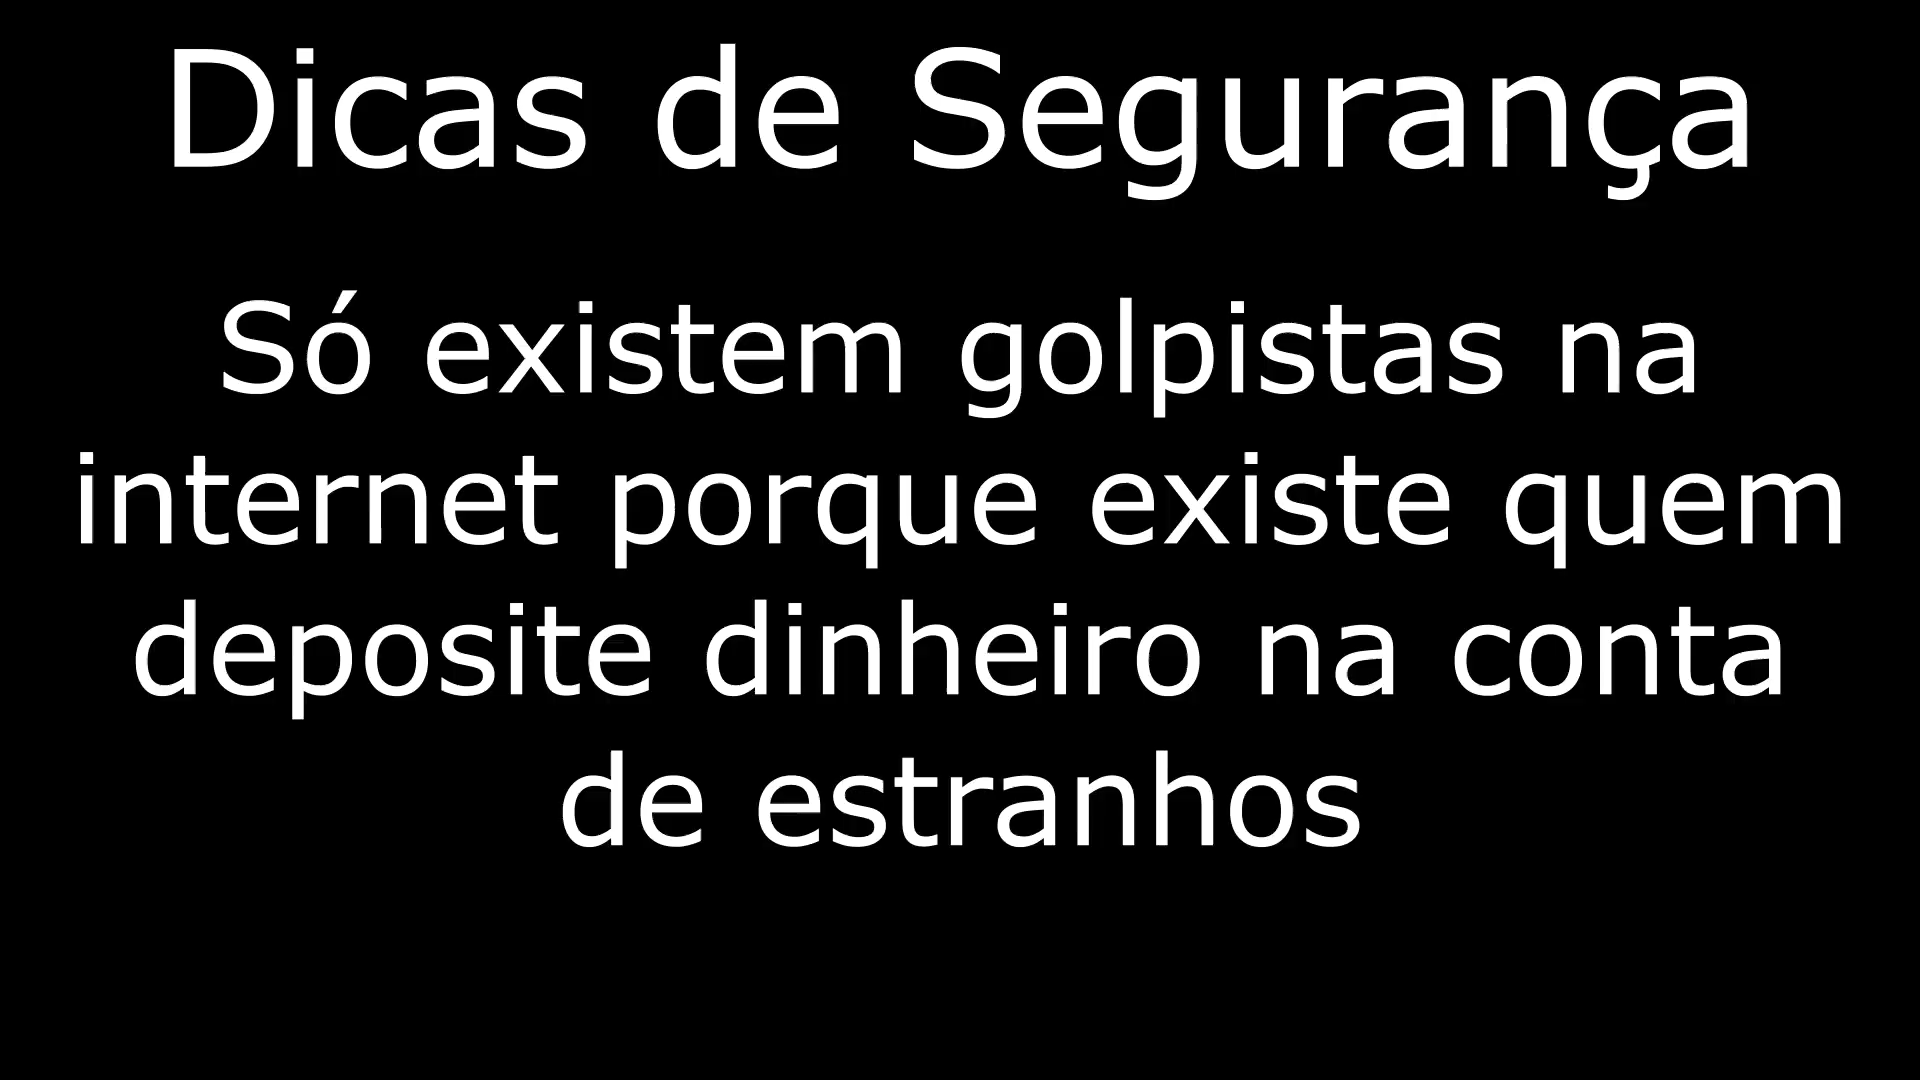 Dicas de Segurança
Só existem golpistas na
internet porque existe quem
deposite dinheiro na conta
de estranhos